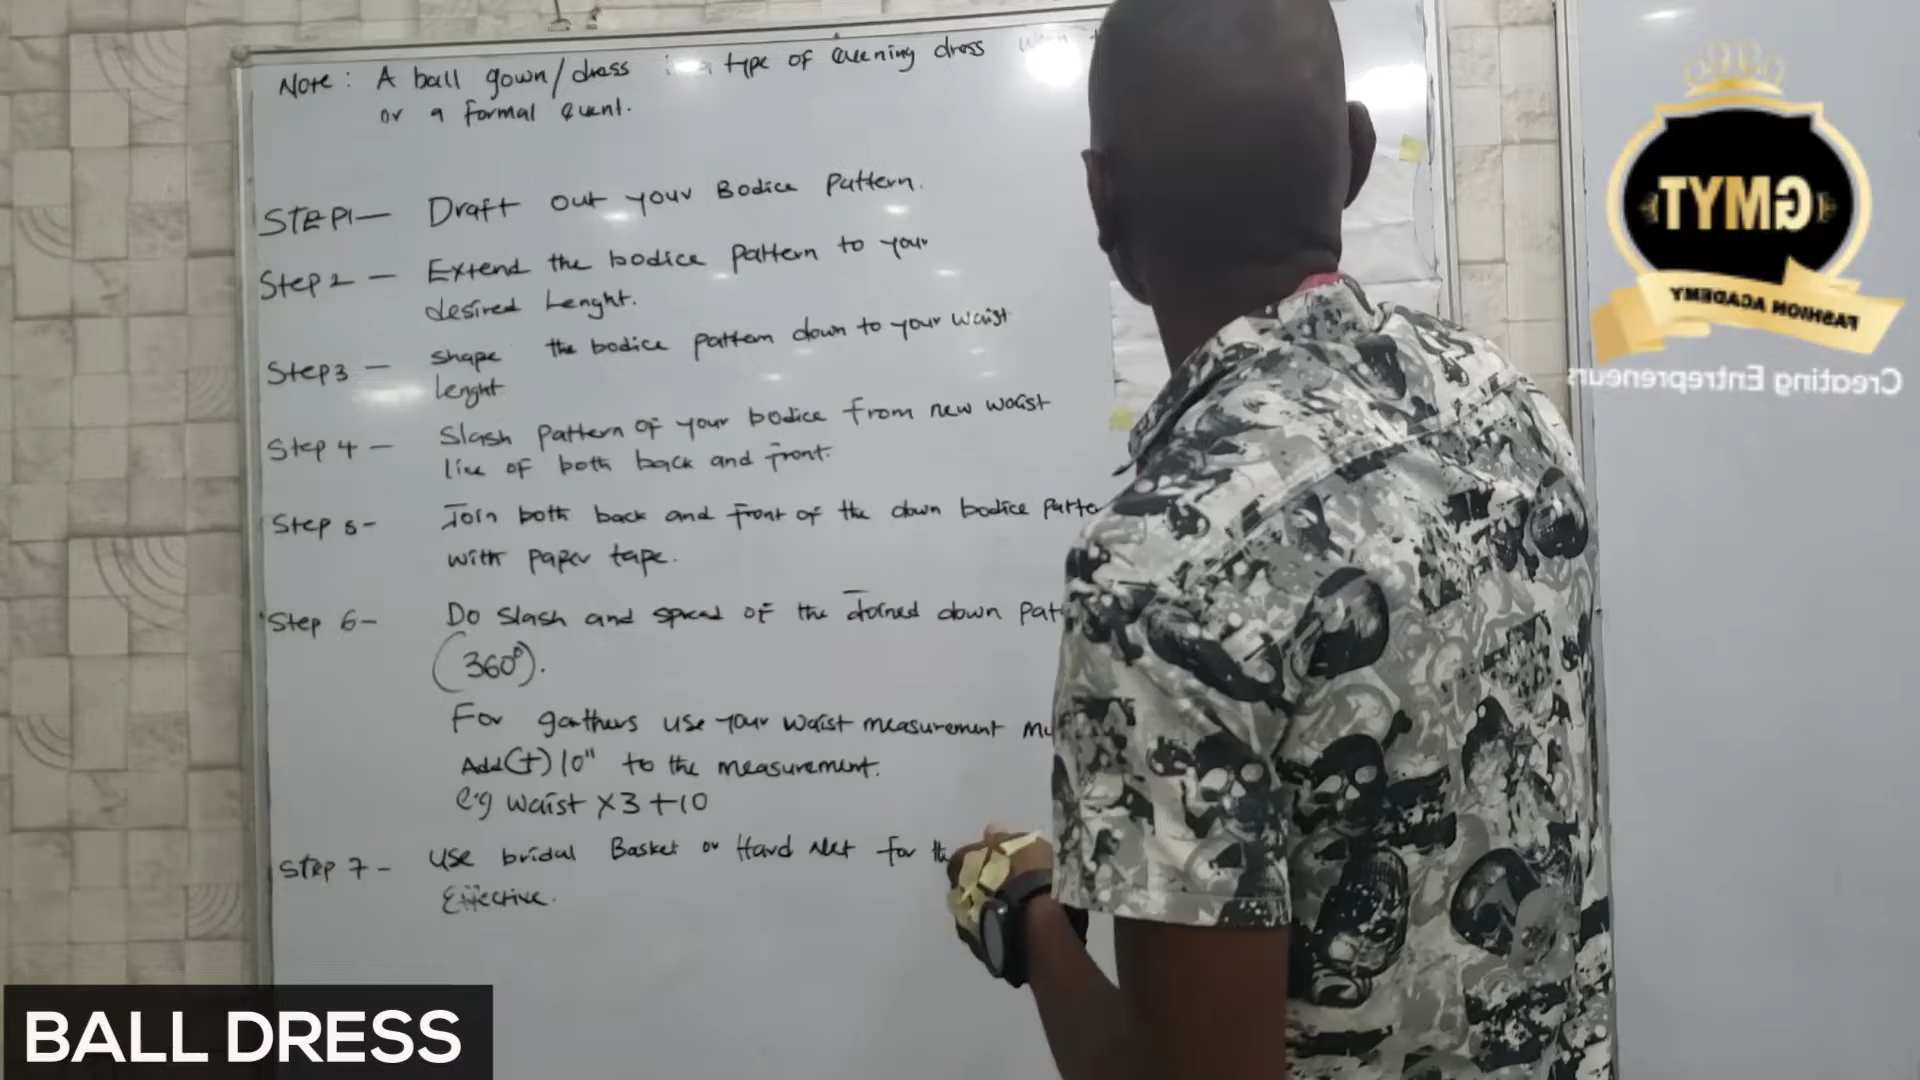 Note: A ball gown/dress is a type of evening dress
or a formal event.
STEP1— Draft out your Bodice Pattern.
Step 2 — Extend the bodice pattern to your
desired Lenght.
Step3 — Shape the bodice pattern down to your waist
Lenght
Step 4 — Slash pattern of your bodice from new waist
line of both back and front.
Step 5- Join both back and front of the down bodice
with paper tape.
Step 6- Do slash and spread of the Joined down
(360°).
For gathers use your waist measurement
Add(+)10" to the measurement.
e.g waist x3+10
Step 7- Use bridal Basket or Hard Net for
Effective.
GMYT
FASHION ACADEMY
Creating Entrepreneurs
BALL DRESS